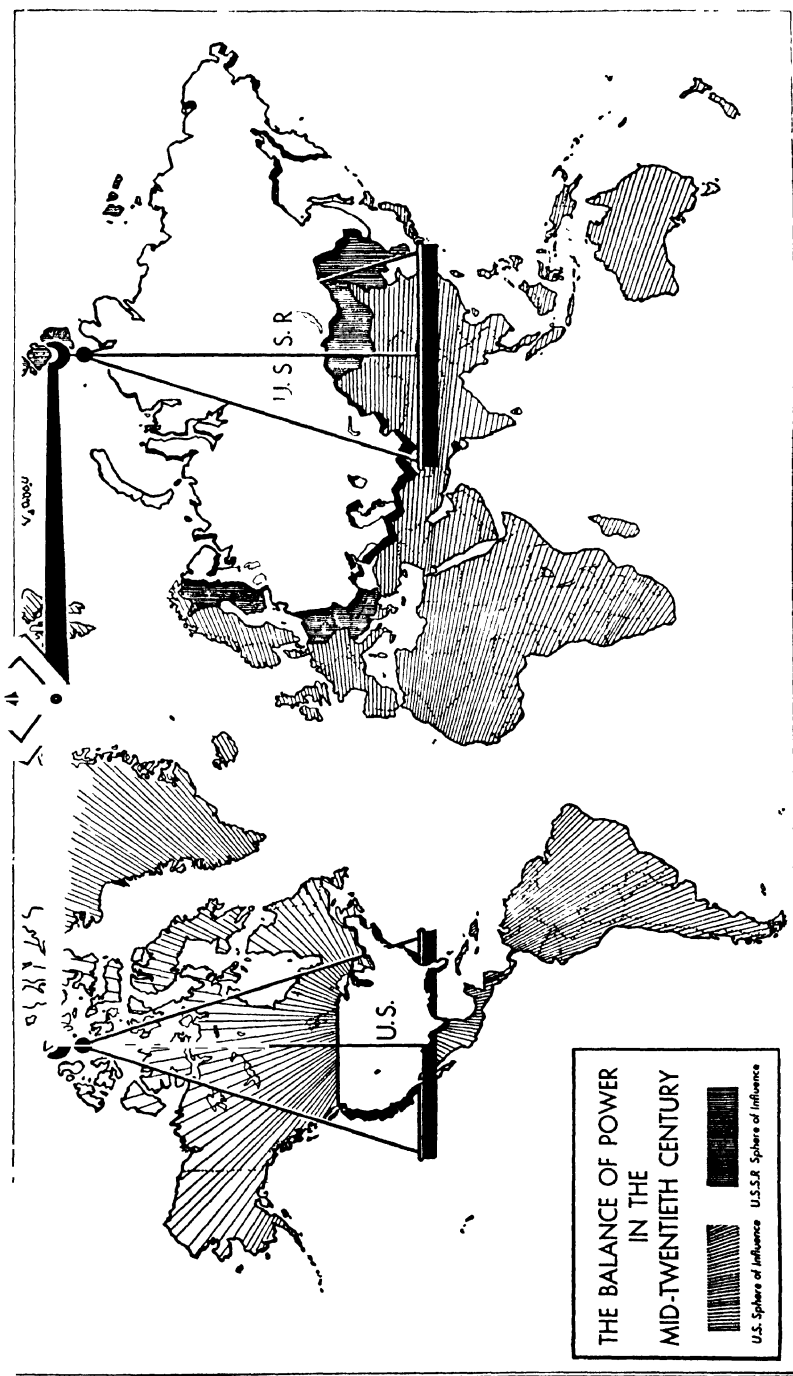 U.S.
U.S.S.R
THE BALANCE OF POWER
IN THE
MID-TWENTIETH CENTURY
U.S. Sphere of Influence
U.S.S.R Sphere of Influence